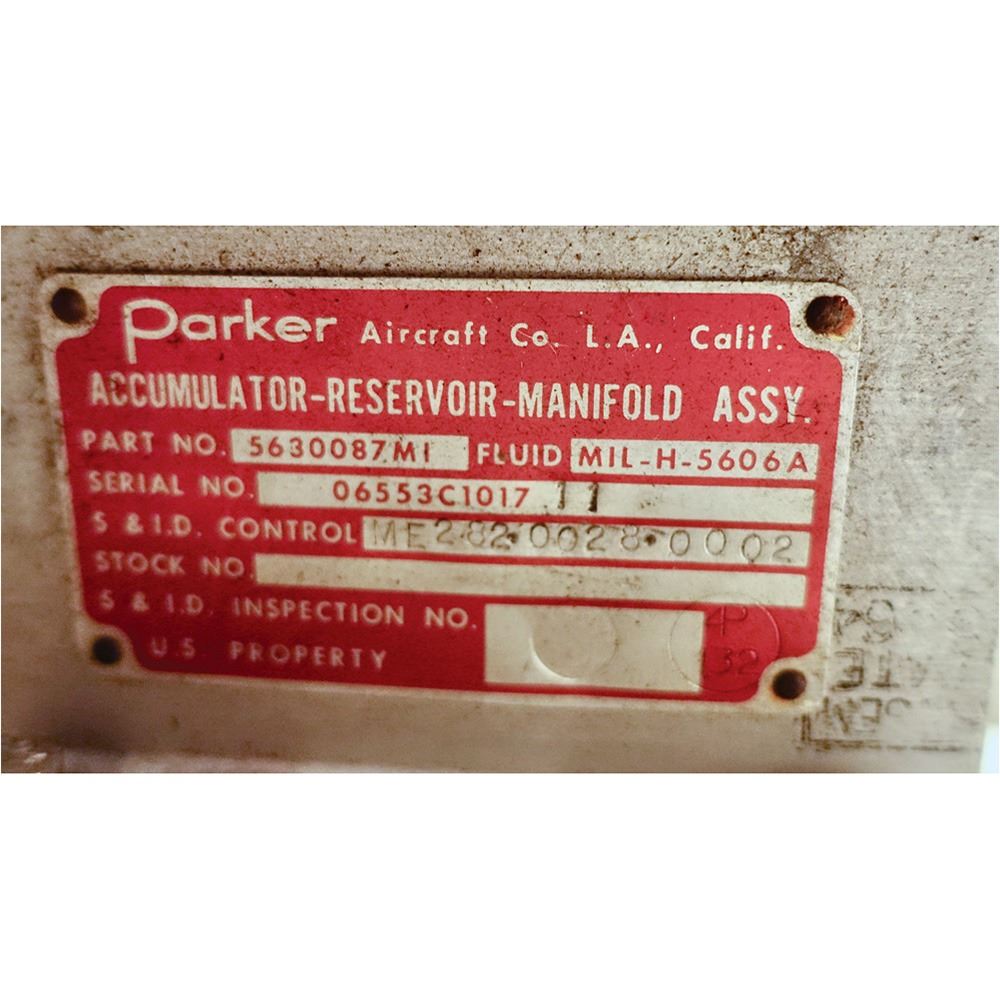 Parker Aircraft Co. L.A., Calif.
ACCUMULATOR-RESERVOIR-MANIFOLD ASSY.
PART NO. 5630087MI FLUID MIL-H-5606A
SERIAL NO. 06553C1017 11
S & I.D. CONTROL ME282-0028-0002
STOCK NO.
S & I.D. INSPECTION NO.
U.S PROPERTY
32